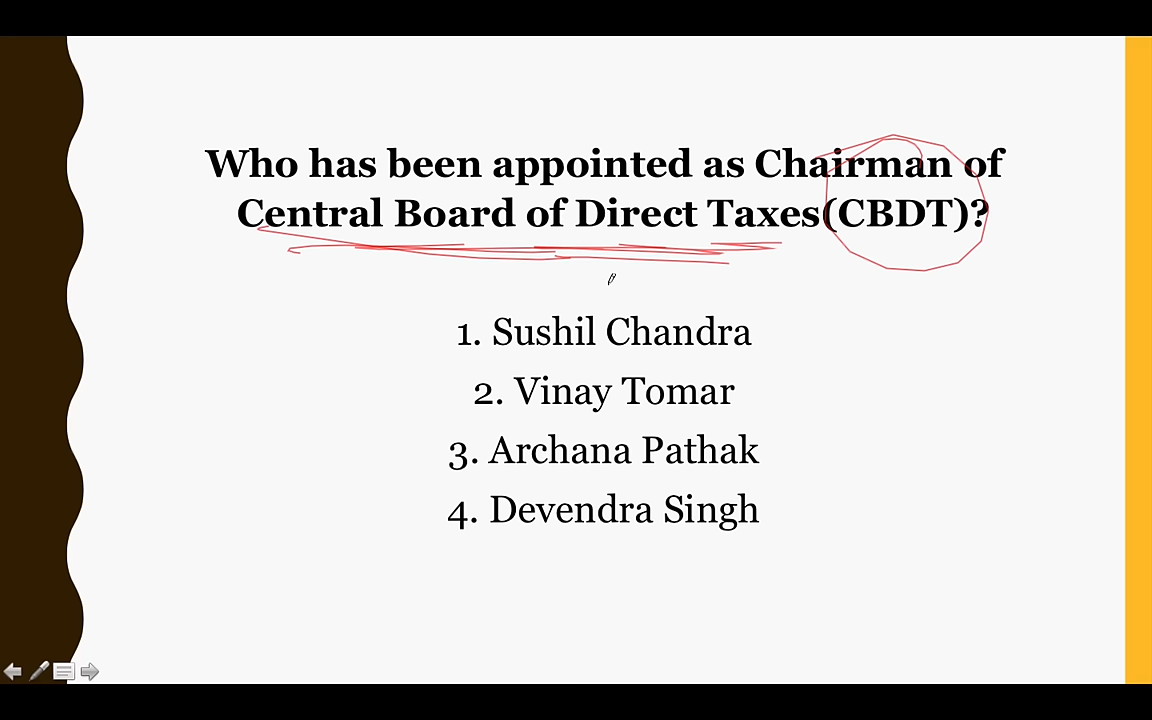 Who has been appointed as Chairman of
Central Board of Direct Taxes(CBDT)?
1. Sushil Chandra
2. Vinay Tomar
3. Archana Pathak
4. Devendra Singh